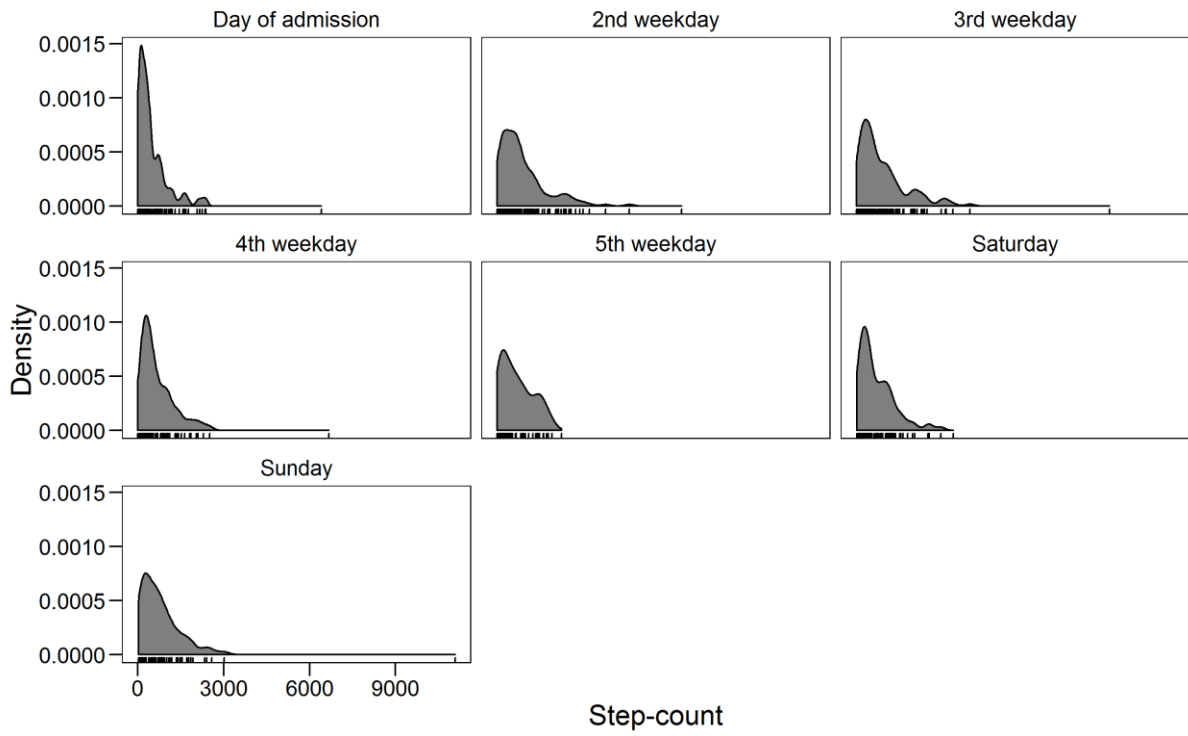 Day of admission 2nd weekday 3rd weekday
0.0015
0.0010
0.0005
0.0000
4th weekday 5th weekday Saturday
0.0015
0.0010
0.0005
0.0000
Density
Sunday
0.0015
0.0010
0.0005
0.0000
0 3000 6000 9000
Step-count